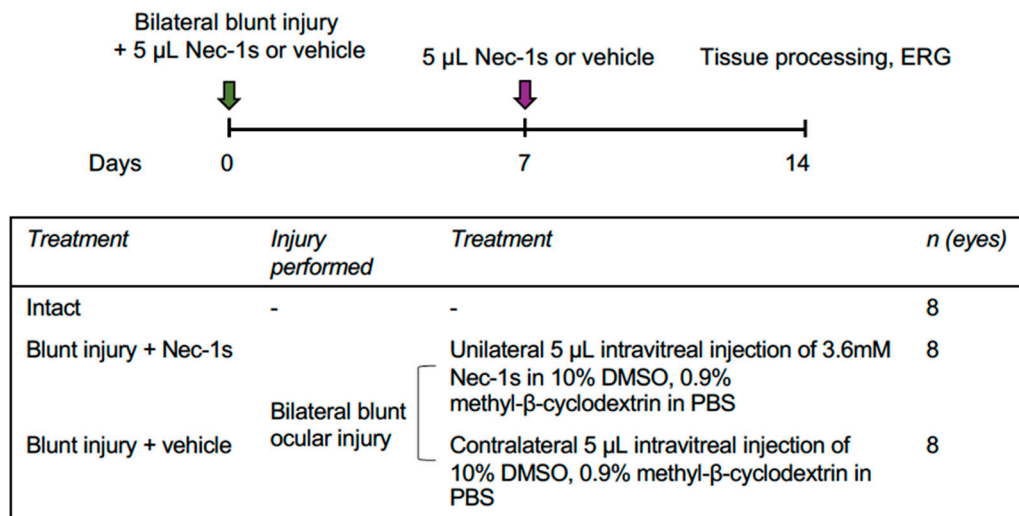 Bilateral blunt injury
+ 5 µL Nec-1s or vehicle
5 µL Nec-1s or vehicle
Tissue processing, ERG
Days 0 7 14
Treatment Injury performed Treatment n (eyes)
Intact - - 8
Blunt injury + Nec-1s
Unilateral 5 µL intravitreal injection of 3.6mM 8
Nec-1s in 10% DMSO, 0.9%
methyl-β-cyclodextrin in PBS
Bilateral blunt
ocular injury
Blunt injury + vehicle
Contralateral 5 µL intravitreal injection of 8
10% DMSO, 0.9% methyl-β-cyclodextrin in
PBS